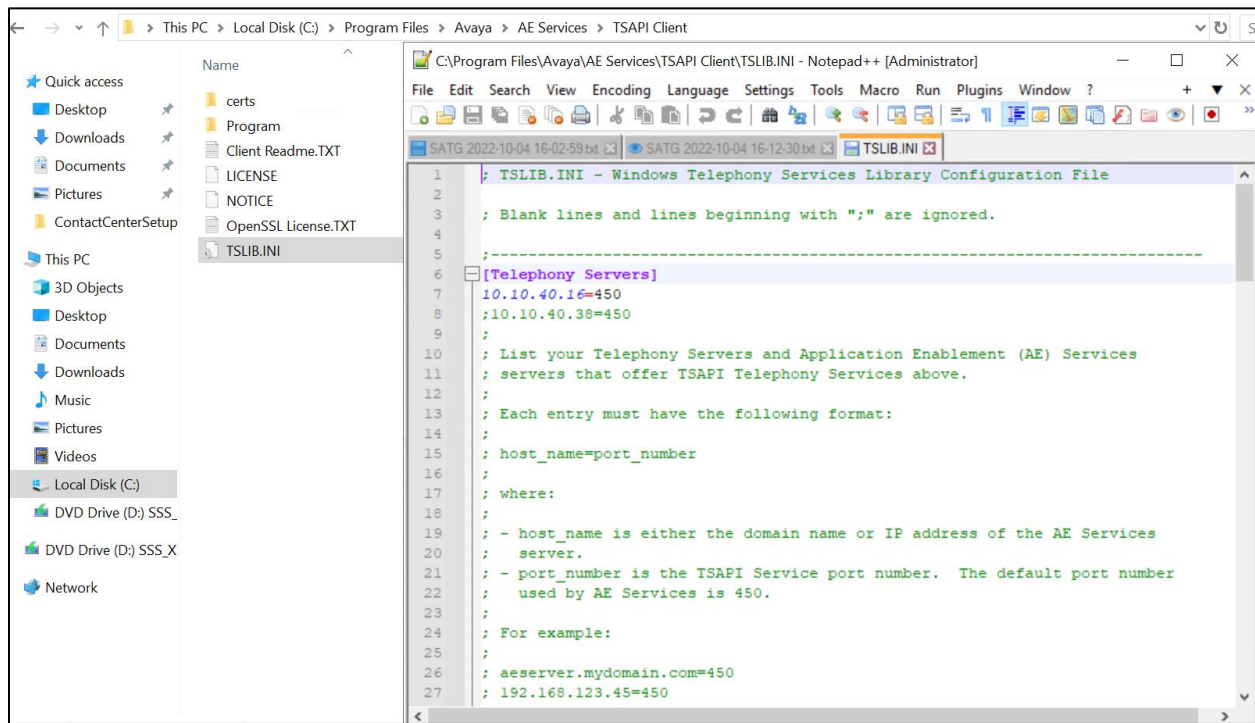 This PC > Local Disk (C:) > Program Files > Avaya > AE Services > TSAPI Client
Quick access
Desktop
Downloads
Documents
Pictures
ContactCenterSetup
This PC
3D Objects
Desktop
Documents
Downloads
Music
Pictures
Videos
Local Disk (C:)
DVD Drive (D:) SSS_
DVD Drive (D:) SSS_X
Network
Name
certs
Program
Client Readme.TXT
LICENSE
NOTICE
OpenSSL License.TXT
TSLIB.INI
C:\Program Files\Avaya\AE Services\TSAPI Client\TSLIB.INI - Notepad++ [Administrator]
File Edit Search View Encoding Language Settings Tools Macro Run Plugins Window ?
SATG 2022-10-04 16-02-59.txt SATG 2022-10-04 16-12-30.txt TSLIB.INI
1 ; TSLIB.INI - Windows Telephony Services Library Configuration File
2
3 ; Blank lines and lines beginning with ";" are ignored.
4
5 ;----------------------------------------------------------------------------
6 [Telephony Servers]
7 10.10.40.16=450
8 ;10.10.40.38=450
9 ;
10 ; List your Telephony Servers and Application Enablement (AE) Services
11 ; servers that offer TSAPI Telephony Services above.
12 ;
13 ; Each entry must have the following format:
14 ;
15 ; host_name=port_number
16 ;
17 ; where:
18 ;
19 ; - host_name is either the domain name or IP address of the AE Services
20 ;   server.
21 ; - port_number is the TSAPI Service port number.  The default port number
22 ;   used by AE Services is 450.
23 ;
24 ; For example:
25 ;
26 ; aeserver.mydomain.com=450
27 ; 192.168.123.45=450